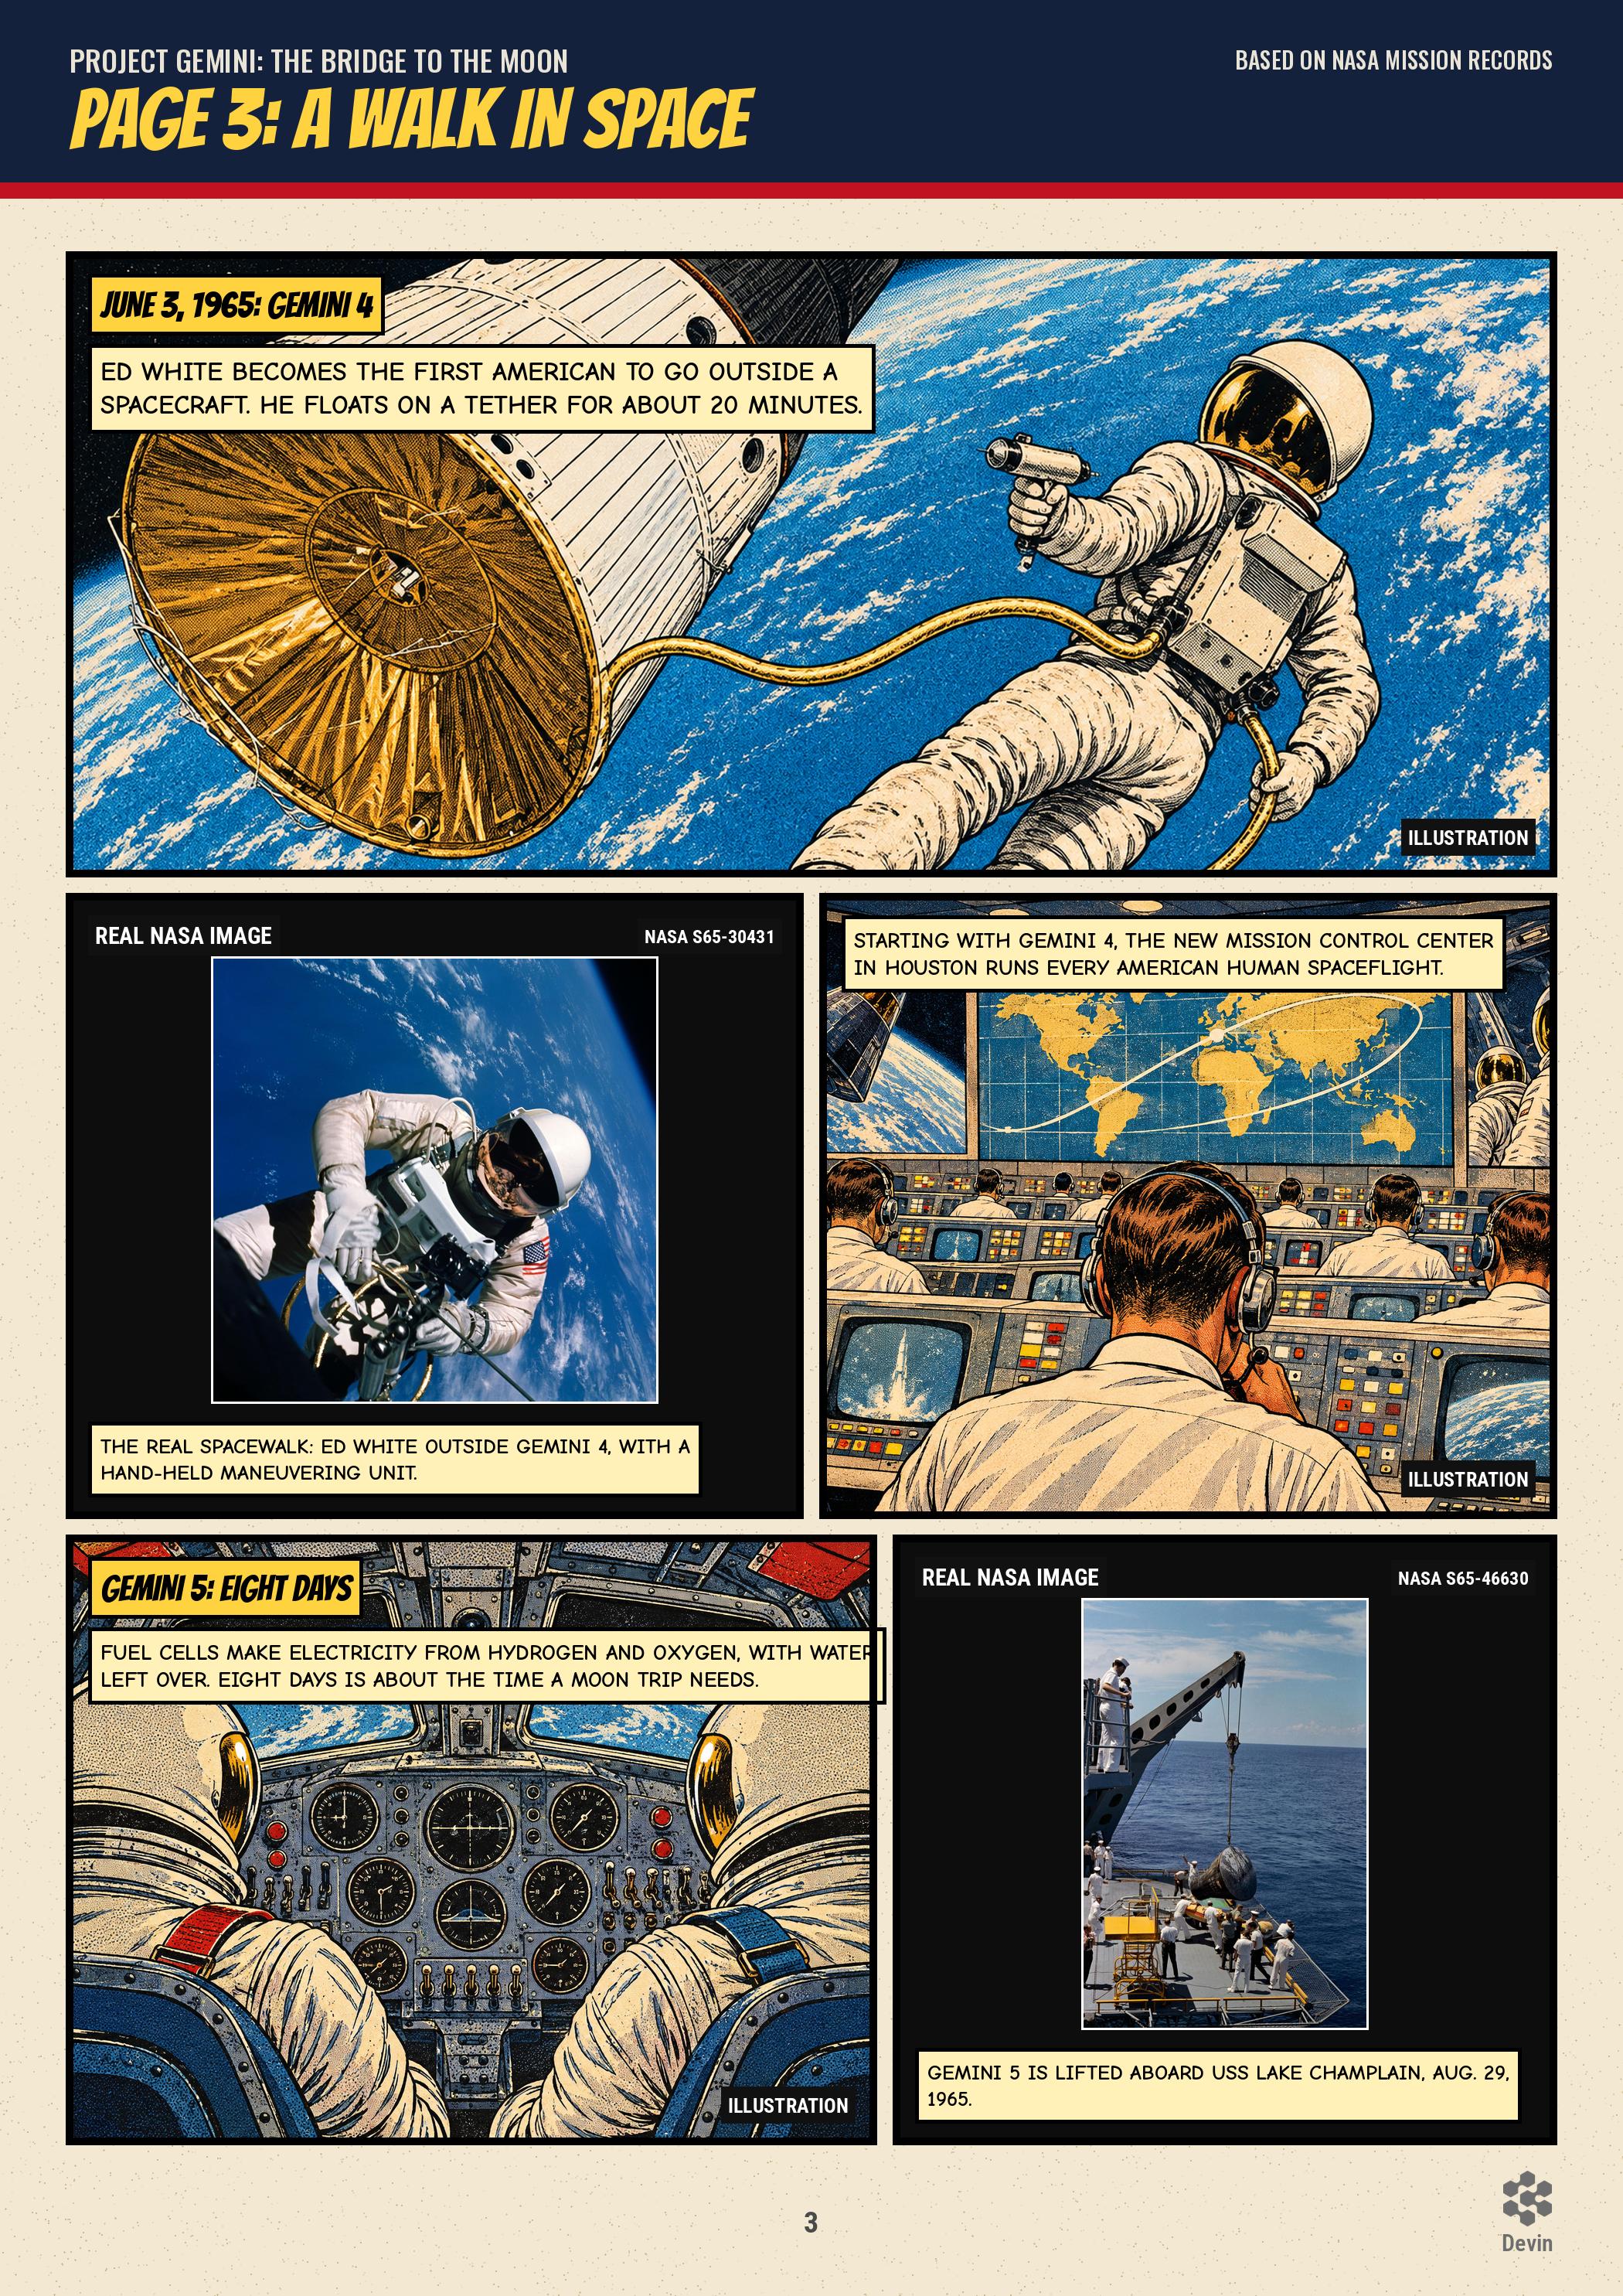 PROJECT GEMINI: THE BRIDGE TO THE MOON
BASED ON NASA MISSION RECORDS
PAGE 3: A WALK IN SPACE
JUNE 3, 1965: GEMINI 4
ED WHITE BECOMES THE FIRST AMERICAN TO GO OUTSIDE A
SPACECRAFT. HE FLOATS ON A TETHER FOR ABOUT 20 MINUTES.
ILLUSTRATION
REAL NASA IMAGE
NASA S65-30431
THE REAL SPACEWALK: ED WHITE OUTSIDE GEMINI 4, WITH A
HAND-HELD MANEUVERING UNIT.
STARTING WITH GEMINI 4, THE NEW MISSION CONTROL CENTER
IN HOUSTON RUNS EVERY AMERICAN HUMAN SPACEFLIGHT.
ILLUSTRATION
GEMINI 5: EIGHT DAYS
FUEL CELLS MAKE ELECTRICITY FROM HYDROGEN AND OXYGEN, WITH WATER
LEFT OVER. EIGHT DAYS IS ABOUT THE TIME A MOON TRIP NEEDS.
ILLUSTRATION
REAL NASA IMAGE
NASA S65-46630
GEMINI 5 IS LIFTED ABOARD USS LAKE CHAMPLAIN, AUG. 29,
1965.
3
Devin